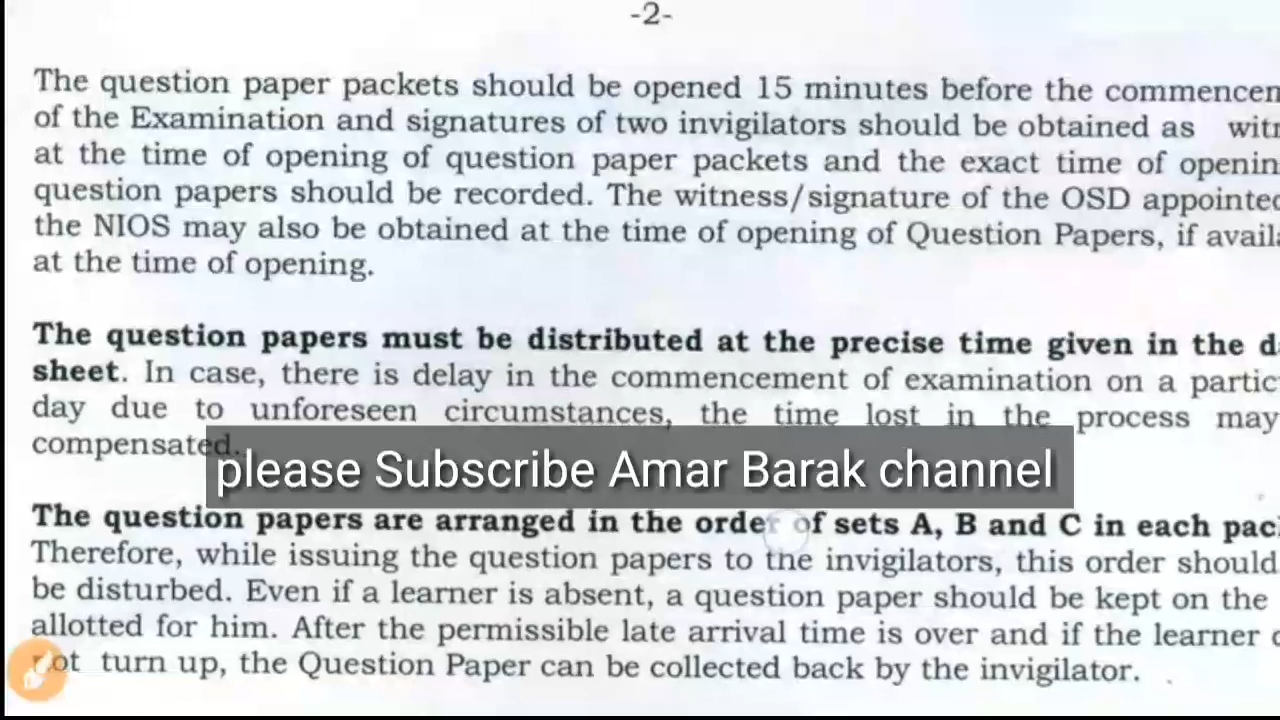 -2-
The question paper packets should be opened 15 minutes before the commencem
of the Examination and signatures of two invigilators should be obtained as witn
at the time of opening of question paper packets and the exact time of openin
question papers should be recorded. The witness/signature of the OSD appointed
the NIOS may also be obtained at the time of opening of Question Papers, if avail
at the time of opening.
The question papers must be distributed at the precise time given in the d
sheet. In case, there is delay in the commencement of examination on a partic
day due to unforeseen circumstances, the time lost in the process may
compensated.
please Subscribe Amar Barak channel
The question papers are arranged in the order of sets A, B and C in each pac
Therefore, while issuing the question papers to the invigilators, this order should
be disturbed. Even if a learner is absent, a question paper should be kept on the
allotted for him. After the permissible late arrival time is over and if the learner
not turn up, the Question Paper can be collected back by the invigilator.